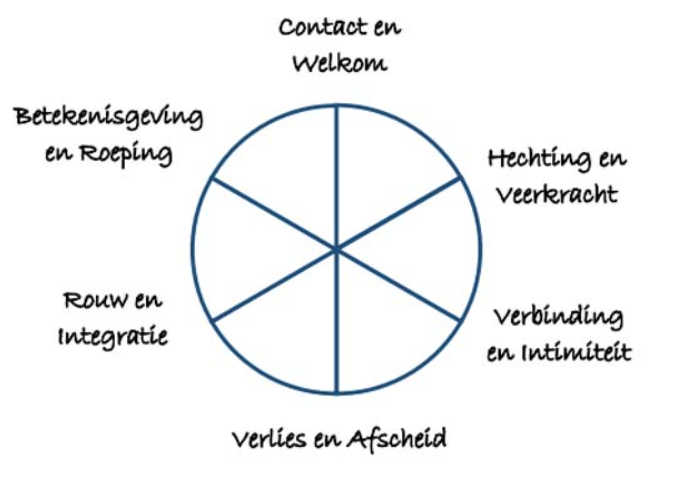 Contact en
Welkom
Hechting en
Veerkracht
Verbinding
en Intimiteit
Verlies en Afscheid
Rouw en
Integratie
Betekenisgeving
en Roeping